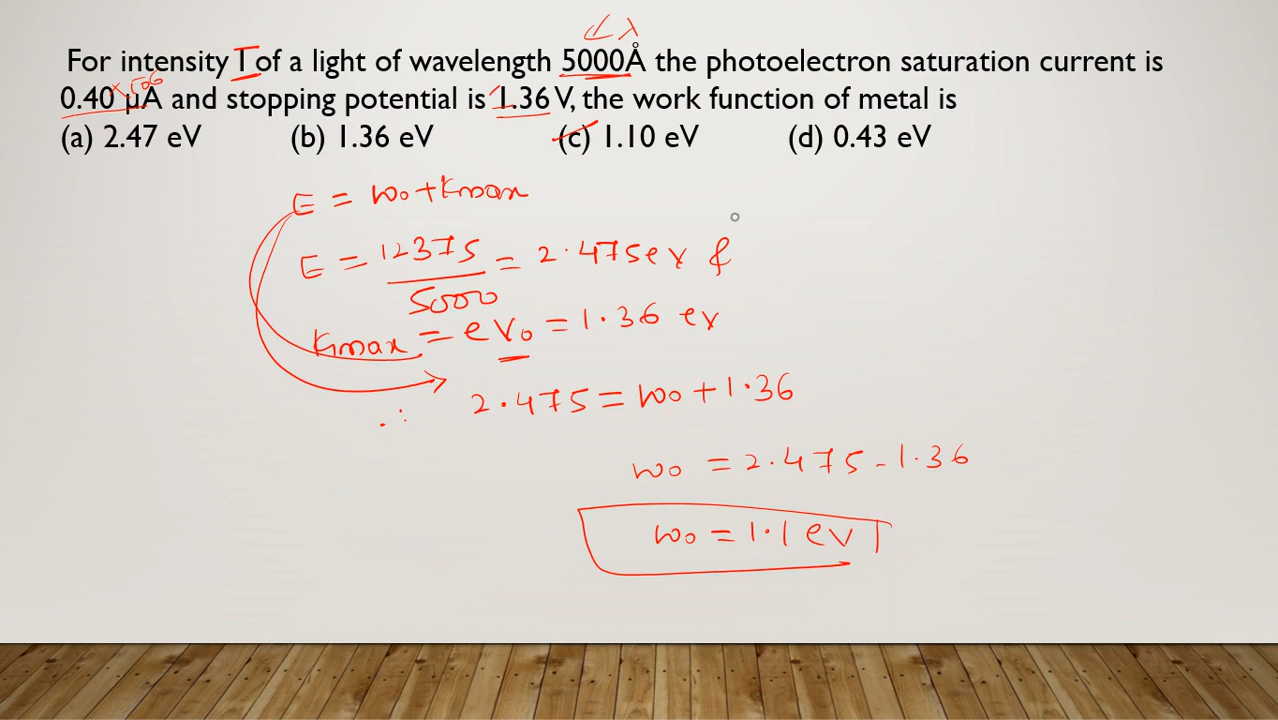 ∠ λ
For intensity I of a light of wavelength 5000Å the photoelectron saturation current is
0.40 μA and stopping potential is 1.36 V, the work function of metal is
(a) 2.47 eV (b) 1.36 eV (c) 1.10 eV (d) 0.43 eV
E = w₀ + Kmax
E = 12375/5000 = 2.475 ev &
Kmax = eV₀ = 1.36 ev
∴ 2.475 = w₀ + 1.36
w₀ = 2.475 - 1.36
w₀ = 1.1 ev